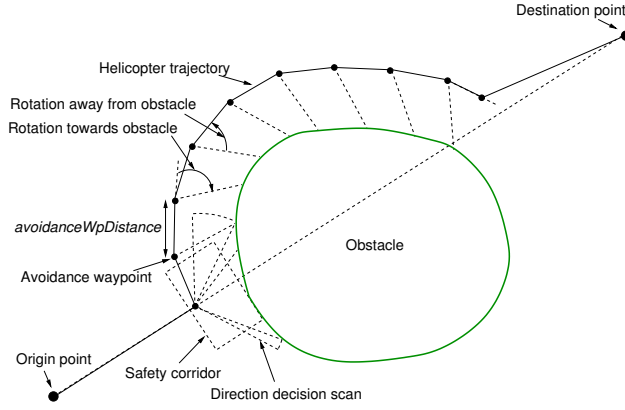 Destination point
Helicopter trajectory
Rotation away from obstacle
Rotation towards obstacle
avoidanceWpDistance
Obstacle
Avoidance waypoint
Origin point
Safety corridor
Direction decision scan